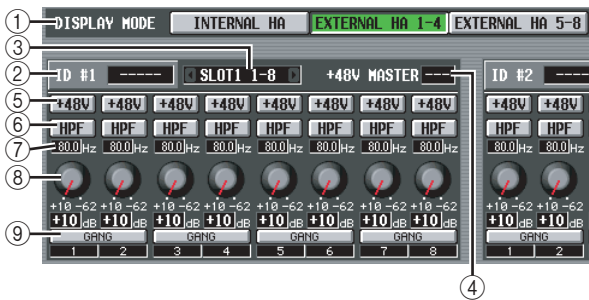 ① DISPLAY MODE INTERNAL HA EXTERNAL HA 1-4 EXTERNAL HA 5-8
③
② ID #1 ----- SLOT1 1-8 +48V MASTER --- ID #2 -----
⑤ +48V +48V +48V +48V +48V +48V +48V +48V +48V +48V
⑥ HPF HPF HPF HPF HPF HPF HPF HPF HPF HPF
⑦ 80.0 Hz 80.0 Hz 80.0 Hz 80.0 Hz 80.0 Hz 80.0 Hz 80.0 Hz 80.0 Hz 80.0 Hz 80.0 Hz
⑧
+10 -62 +10 -62 +10 -62 +10 -62 +10 -62 +10 -62 +10 -62 +10 -62 +10 -62 +10 -62
+10 dB +10 dB +10 dB +10 dB +10 dB +10 dB +10 dB +10 dB +10 dB +10 dB
⑨ GANG GANG GANG GANG GANG
1 2 3 4 5 6 7 8 1 2
④